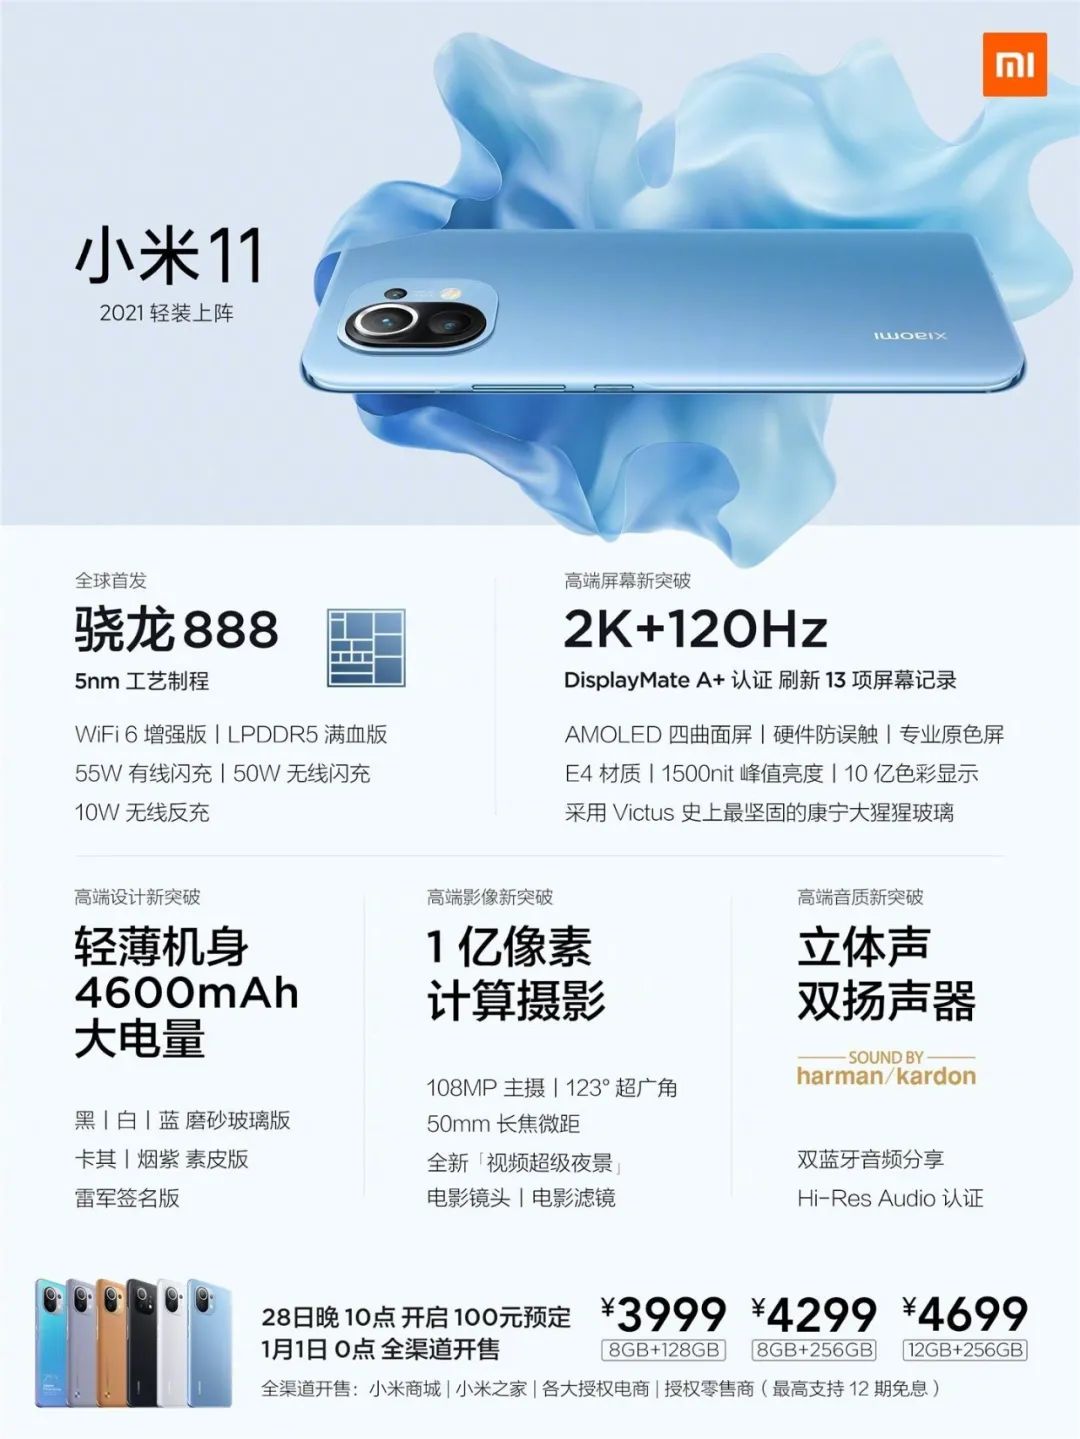 mi
小米11
2021 轻装上阵
xiaomi
全球首发
骁龙888
5nm 工艺制程
WiFi 6 增强版 | LPDDR5 满血版
55W 有线闪充 | 50W 无线闪充
10W 无线反充
高端屏幕新突破
2K+120Hz
DisplayMate A+ 认证 刷新 13 项屏幕记录
AMOLED 四曲面屏 | 硬件防误触 | 专业原色屏
E4 材质 | 1500nit 峰值亮度 | 10 亿色彩显示
采用 Victus 史上最坚固的康宁大猩猩玻璃
高端设计新突破
轻薄机身
4600mAh
大电量
黑 | 白 | 蓝 磨砂玻璃版
卡其 | 烟紫 素皮版
雷军签名版
高端影像新突破
1 亿像素
计算摄影
108MP 主摄 | 123° 超广角
50mm 长焦微距
全新「视频超级夜景」
电影镜头 | 电影滤镜
高端音质新突破
立体声
双扬声器
SOUND BY
harman/kardon
双蓝牙音频分享
Hi-Res Audio 认证
28日晚 10点 开启 100元预定
1月1日 0点 全渠道开售
¥3999
8GB+128GB
¥4299
8GB+256GB
¥4699
12GB+256GB
全渠道开售：小米商城 | 小米之家 | 各大授权电商 | 授权零售商（最高支持 12 期免息）